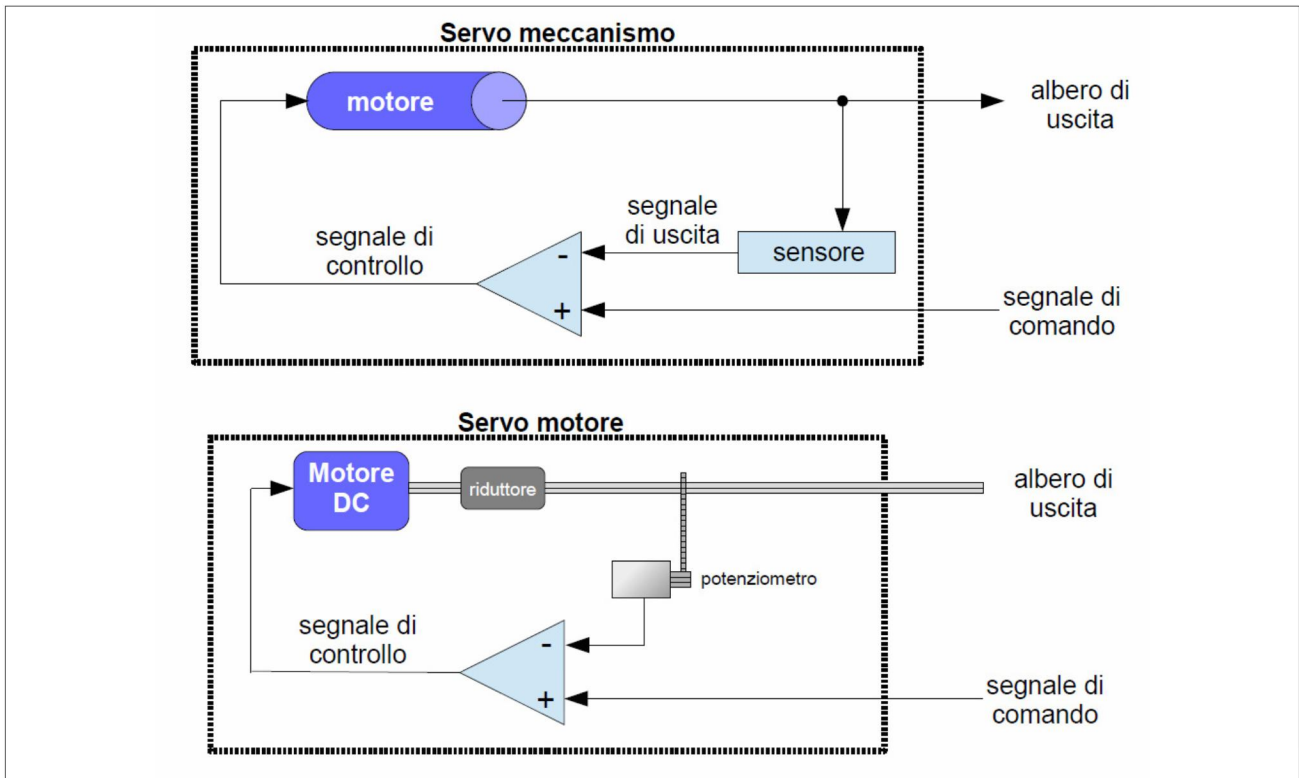 Servo meccanismo
motore
albero di
uscita
segnale
di uscita
segnale di
controllo
-
sensore
+
segnale di
comando
Servo motore
Motore
DC
riduttore
albero di
uscita
potenziometro
segnale di
controllo
-
+
segnale di
comando